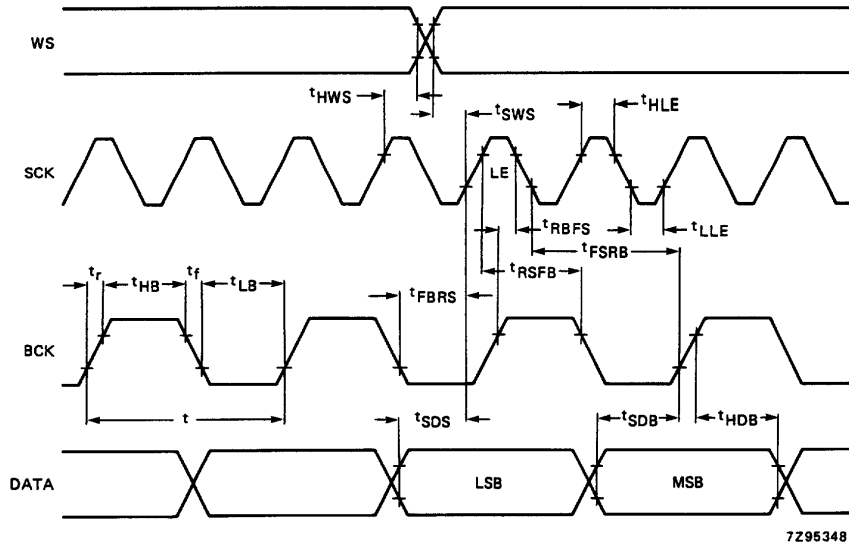 WS
tHWS
tSWS
tHLE
SCK
LE
tRBFS
tLLE
tFSRB
tRSFB
tr
tHB
tf
tLB
tFBRS
BCK
t
tSDS
tSDB
tHDB
DATA
LSB
MSB
7Z95348